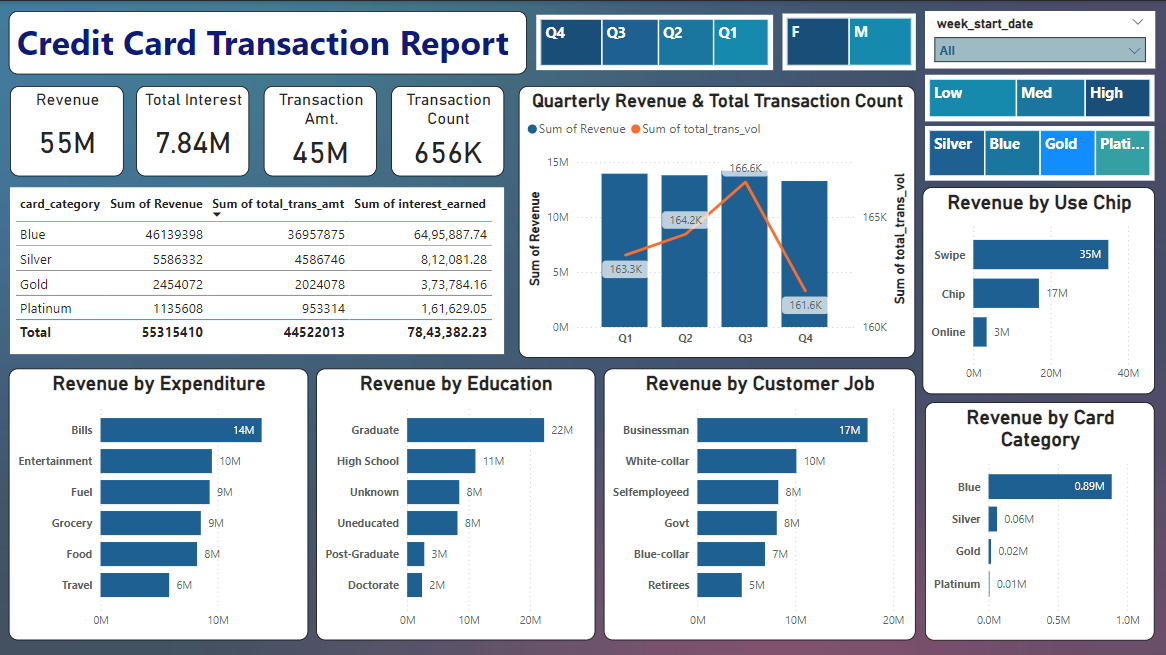 Credit Card Transaction Report
Q4 Q3 Q2 Q1
F M
week_start_date
All
Low Med High
Silver Blue Gold Plati...
Revenue
55M
Total Interest
7.84M
Transaction
Amt.
45M
Transaction
Count
656K
card_category Sum of Revenue Sum of total_trans_amt Sum of interest_earned
Blue 46139398 36957875 64,95,887.74
Silver 5586332 4586746 8,12,081.28
Gold 2454072 2024078 3,73,784.16
Platinum 1135608 953314 1,61,629.05
Total 55315410 44522013 78,43,382.23
Quarterly Revenue & Total Transaction Count
Sum of Revenue Sum of total_trans_vol
Sum of Revenue
15M
10M
5M
0M
163.3K
164.2K
166.6K
161.6K
165K
160K
Sum of total_trans_vol
Q1 Q2 Q3 Q4
Revenue by Use Chip
Swipe 35M
Chip 17M
Online 3M
0M 20M 40M
Revenue by Expenditure
Bills 14M
Entertainment 10M
Fuel 9M
Grocery 9M
Food 8M
Travel 6M
0M 10M
Revenue by Education
Graduate 22M
High School 11M
Unknown 8M
Uneducated 8M
Post-Graduate 3M
Doctorate 2M
0M 10M 20M
Revenue by Customer Job
Businessman 17M
White-collar 10M
Selfemployeed 8M
Govt 8M
Blue-collar 7M
Retirees 5M
0M 10M 20M
Revenue by Card
Category
Blue 0.89M
Silver 0.06M
Gold 0.02M
Platinum 0.01M
0.0M 0.5M 1.0M